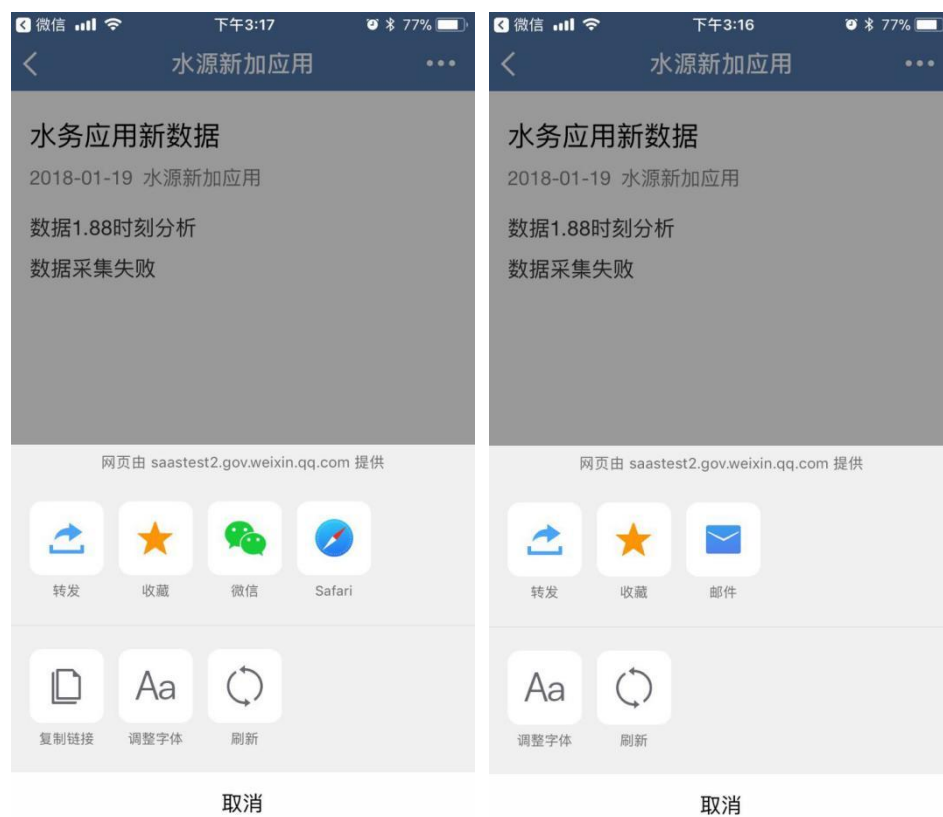 微信
下午3:17
77%
水源新加应用
水务应用新数据
2018-01-19 水源新加应用
数据1.88时刻分析
数据采集失败
网页由 saastest2.gov.weixin.qq.com 提供
转发
收藏
微信
Safari
Aa
复制链接
调整字体
刷新
取消
微信
下午3:16
77%
水源新加应用
水务应用新数据
2018-01-19 水源新加应用
数据1.88时刻分析
数据采集失败
网页由 saastest2.gov.weixin.qq.com 提供
转发
收藏
邮件
Aa
调整字体
刷新
取消